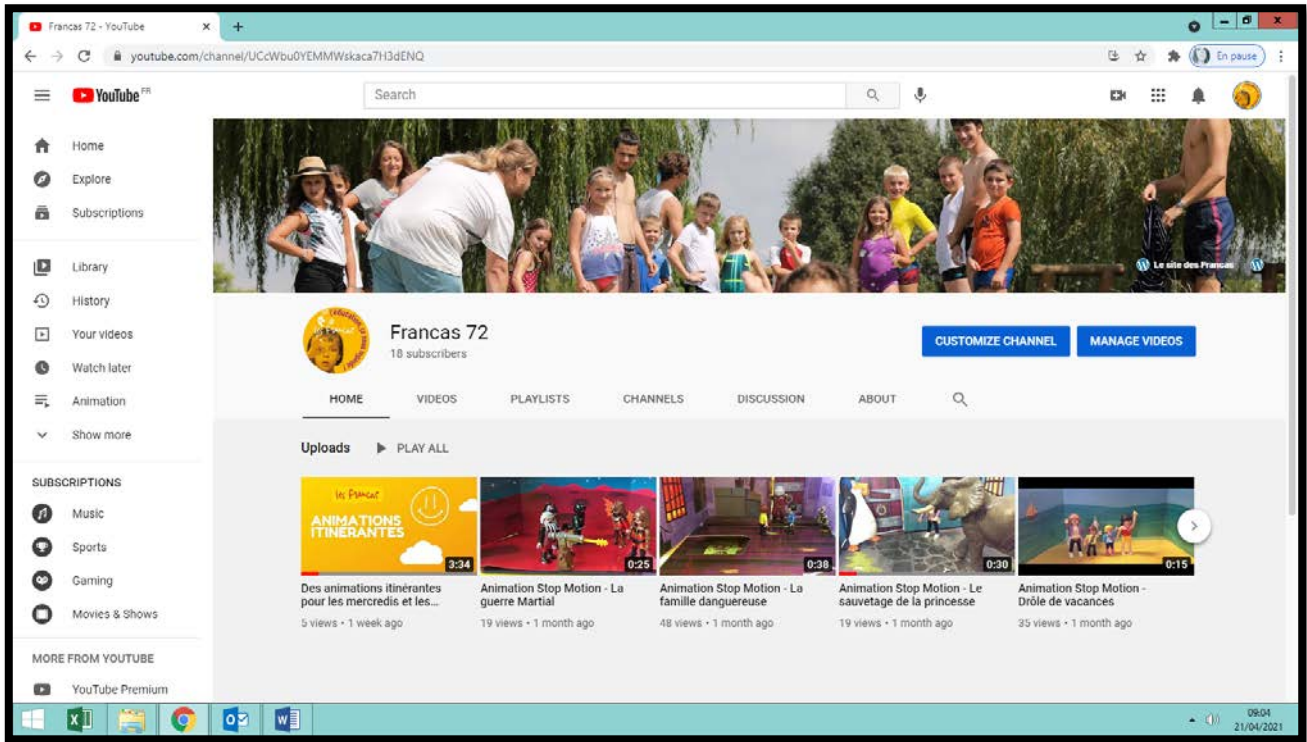 Francas 72 - YouTube
youtube.com/channel/UCcWbu0YEMMWskaca7H3dENQ
En pause
YouTube FR
Search
Home
Explore
Subscriptions
Library
History
Your videos
Watch later
Animation
Show more
SUBSCRIPTIONS
Music
Sports
Gaming
Movies & Shows
MORE FROM YOUTUBE
YouTube Premium
Le site des Francas
Francas 72
18 subscribers
CUSTOMIZE CHANNEL
MANAGE VIDEOS
HOME VIDEOS PLAYLISTS CHANNELS DISCUSSION ABOUT
Uploads PLAY ALL
les francas
ANIMATIONS
ITINÉRANTES
3:34
0:25
0:38
0:30
0:15
Des animations itinérantes
pour les mercredis et les...
5 views • 1 week ago
Animation Stop Motion - La
guerre Martial
19 views • 1 month ago
Animation Stop Motion - La
famille danguereuse
48 views • 1 month ago
Animation Stop Motion - Le
sauvetage de la princesse
19 views • 1 month ago
Animation Stop Motion -
Drôle de vacances
35 views • 1 month ago
09:04
21/04/2021